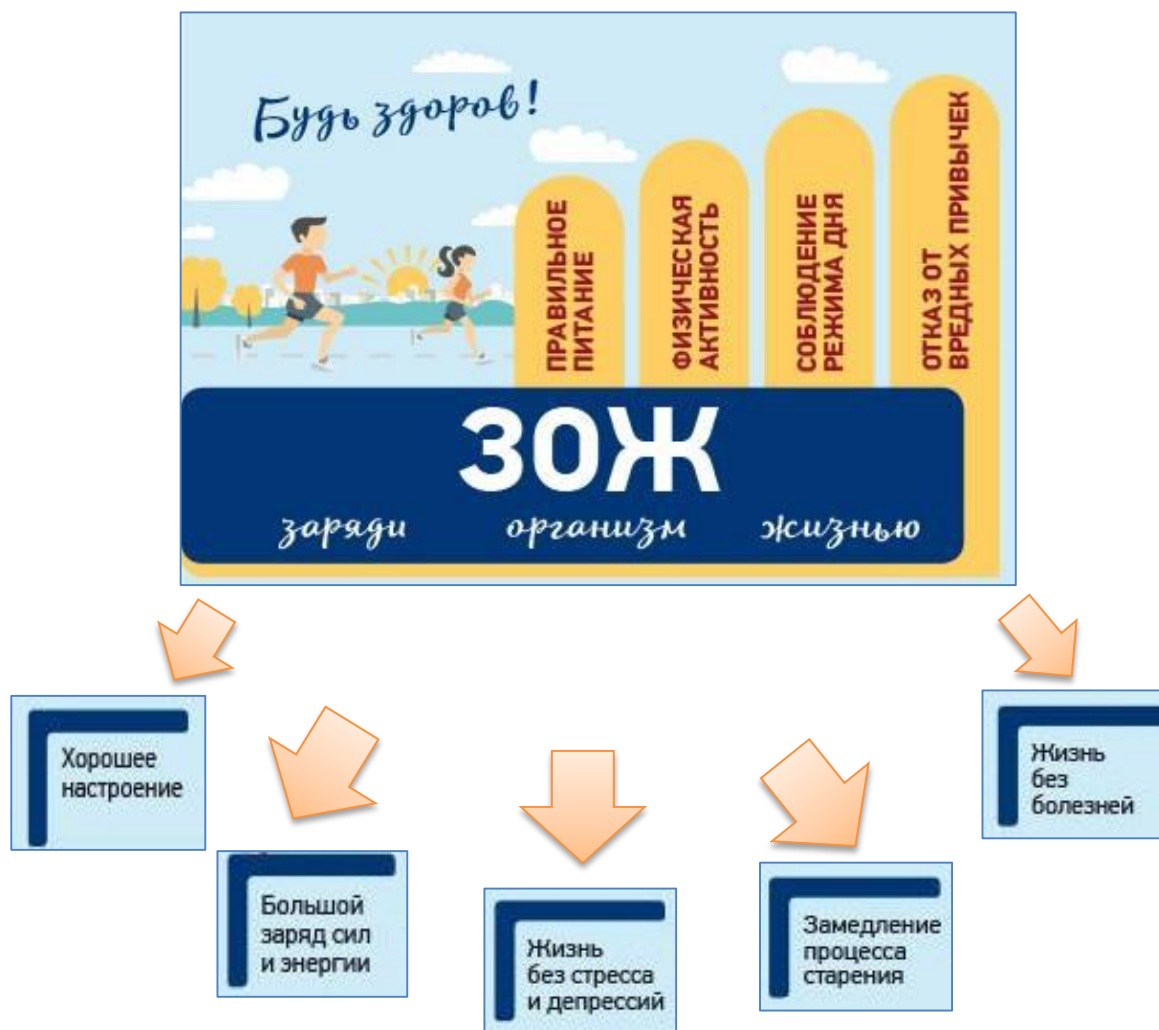 Будь здоров!
ПРАВИЛЬНОЕ
ПИТАНИЕ
ФИЗИЧЕСКАЯ
АКТИВНОСТЬ
СОБЛЮДЕНИЕ
РЕЖИМА ДНЯ
ОТКАЗ ОТ
ВРЕДНЫХ ПРИВЫЧЕК
ЗОЖ
заряди организм жизнью
Хорошее
настроение
Большой
заряд сил
и энергии
Жизнь
без стресса
и депрессий
Замедление
процесса
старения
Жизнь
без
болезней